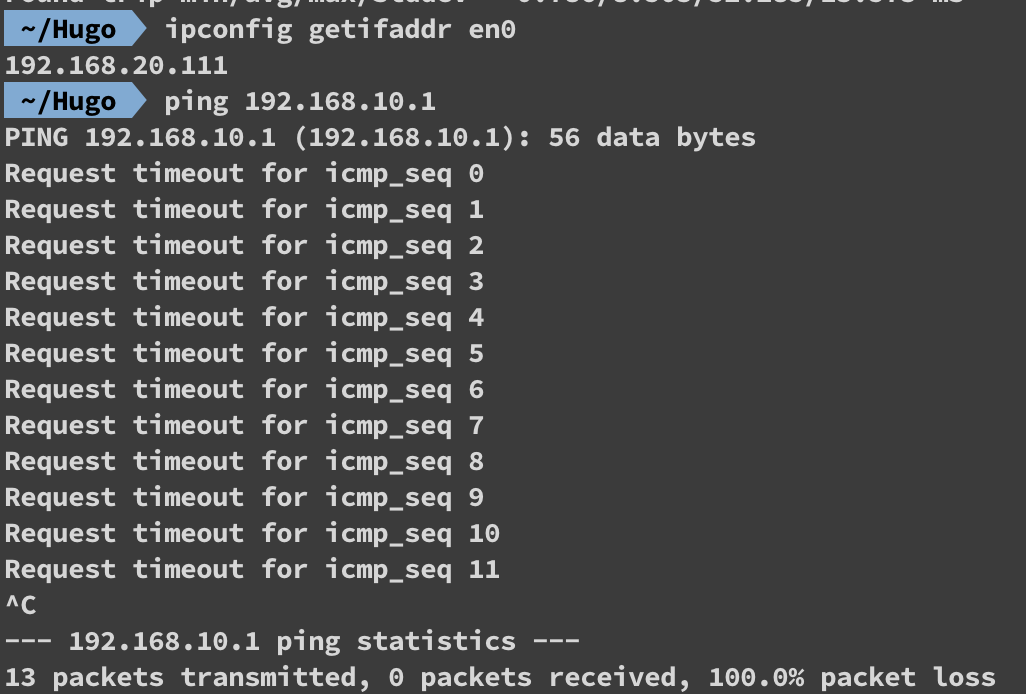 ~/Hugo ipconfig getifaddr en0
192.168.20.111
~/Hugo ping 192.168.10.1
PING 192.168.10.1 (192.168.10.1): 56 data bytes
Request timeout for icmp_seq 0
Request timeout for icmp_seq 1
Request timeout for icmp_seq 2
Request timeout for icmp_seq 3
Request timeout for icmp_seq 4
Request timeout for icmp_seq 5
Request timeout for icmp_seq 6
Request timeout for icmp_seq 7
Request timeout for icmp_seq 8
Request timeout for icmp_seq 9
Request timeout for icmp_seq 10
Request timeout for icmp_seq 11
^C
--- 192.168.10.1 ping statistics ---
13 packets transmitted, 0 packets received, 100.0% packet loss